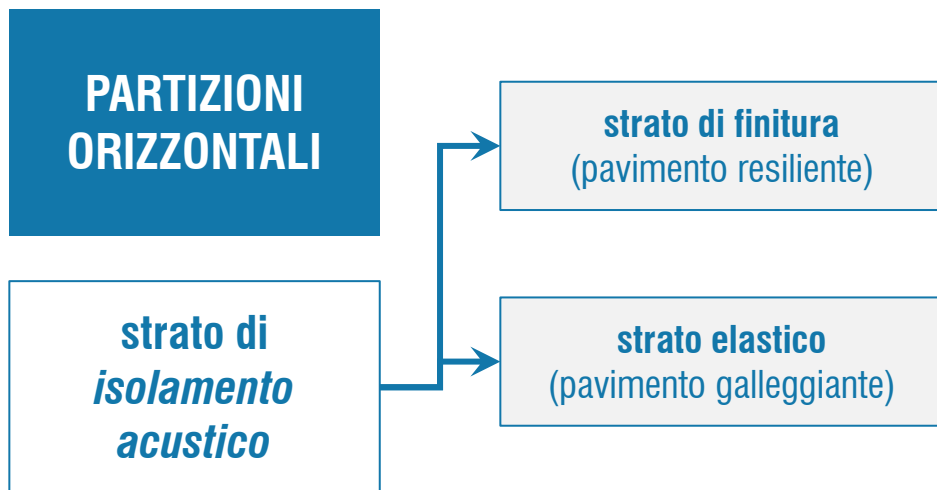 PARTIZIONI
ORIZZONTALI
strato di
isolamento
acustico
strato di finitura
(pavimento resiliente)
strato elastico
(pavimento galleggiante)